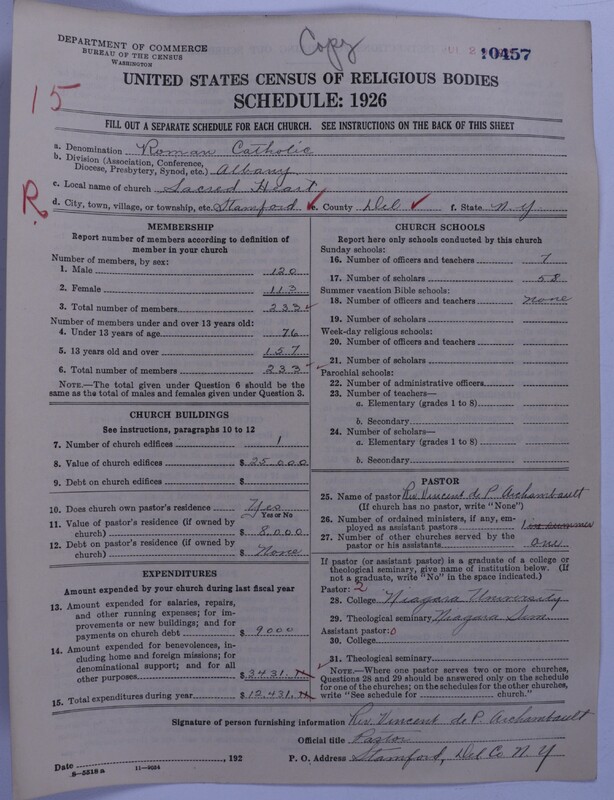 Copy
10457
DEPARTMENT OF COMMERCE
BUREAU OF THE CENSUS
WASHINGTON
UNITED STATES CENSUS OF RELIGIOUS BODIES
SCHEDULE: 1926
15
FILL OUT A SEPARATE SCHEDULE FOR EACH CHURCH. SEE INSTRUCTIONS ON THE BACK OF THIS SHEET
a. Denomination Roman Catholic
b. Division (Association, Conference,
Diocese, Presbytery, Synod, etc.) Albany
c. Local name of church Sacred Heart
R
d. City, town, village, or township, etc. Stamford e. County Del f. State N.Y.
MEMBERSHIP
Report number of members according to definition of
member in your church
Number of members, by sex:
1. Male 120
2. Female 113
3. Total number of members 233
Number of members under and over 13 years old:
4. Under 13 years of age 76
5. 13 years old and over 157
6. Total number of members 233
NOTE.—The total given under Question 6 should be the
same as the total of males and females given under Question 3.
CHURCH BUILDINGS
See instructions, paragraphs 10 to 12
7. Number of church edifices 1
8. Value of church edifices $ 25.000
9. Debt on church edifices $
10. Does church own pastor's residence? Yes
Yes or No
11. Value of pastor's residence (if owned by
church) $ 8.000
12. Debt on pastor's residence (if owned by
church) $ None
EXPENDITURES
Amount expended by your church during last fiscal year
13. Amount expended for salaries, repairs,
and other running expenses; for im-
provements or new buildings; and for
payments on church debt $ 9000
14. Amount expended for benevolences, in-
cluding home and foreign missions; for
denominational support; and for all
other purposes $ 3431.
15. Total expenditures during year $ 12,431.
CHURCH SCHOOLS
Report here only schools conducted by this church
Sunday schools:
16. Number of officers and teachers 7
17. Number of scholars 58
Summer vacation Bible schools:
18. Number of officers and teachers none
19. Number of scholars
Week-day religious schools:
20. Number of officers and teachers
21. Number of scholars
Parochial schools:
22. Number of administrative officers
23. Number of teachers—
a. Elementary (grades 1 to 8)
b. Secondary
24. Number of scholars—
a. Elementary (grades 1 to 8)
b. Secondary
PASTOR
25. Name of pastor Rev. Vincent de P. Archambault
(If church has no pastor, write "None")
26. Number of ordained ministers, if any, em-
ployed as assistant pastors 1 in summer
27. Number of other churches served by the
pastor or his assistants one
If pastor (or assistant pastor) is a graduate of a college or
theological seminary, give name of institution below. (If
not a graduate, write "No" in the space indicated.)
Pastor: 2
28. College Niagara University
29. Theological seminary Niagara Sem
Assistant pastor: 0
30. College
31. Theological seminary
NOTE.—Where one pastor serves two or more churches,
Questions 28 and 29 should be answered only on the schedule
for one of the churches; on the schedules for the other churches,
write "See schedule for church."
Signature of person furnishing information Rev. Vincent de P. Archambault
Official title Pastor
Date , 192 P. O. Address Stamford, Del Co. N.Y
8-5518 a 11-9024